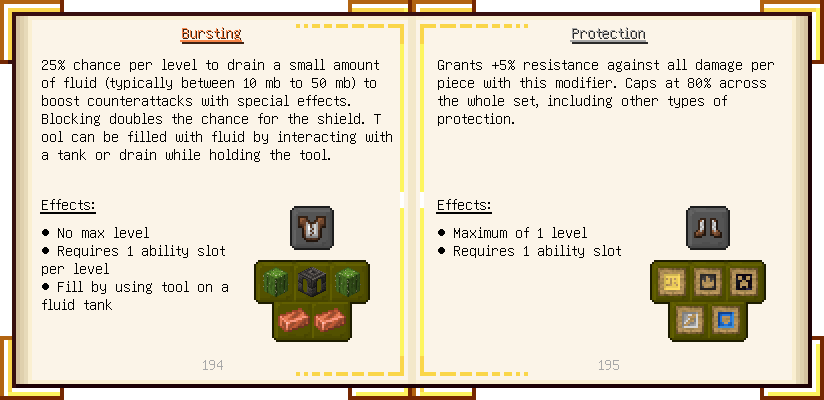 Bursting
25% chance per level to drain a small amount
of fluid (typically between 10 mb to 50 mb) to
boost counterattacks with special effects.
Blocking doubles the chance for the shield. T
ool can be filled with fluid by interacting with
a tank or drain while holding the tool.
Effects:
● No max level
● Requires 1 ability slot
per level
● Fill by using tool on a
fluid tank
194
Protection
Grants +5% resistance against all damage per
piece with this modifier. Caps at 80% across
the whole set, including other types of
protection.
Effects:
● Maximum of 1 level
● Requires 1 ability slot
195